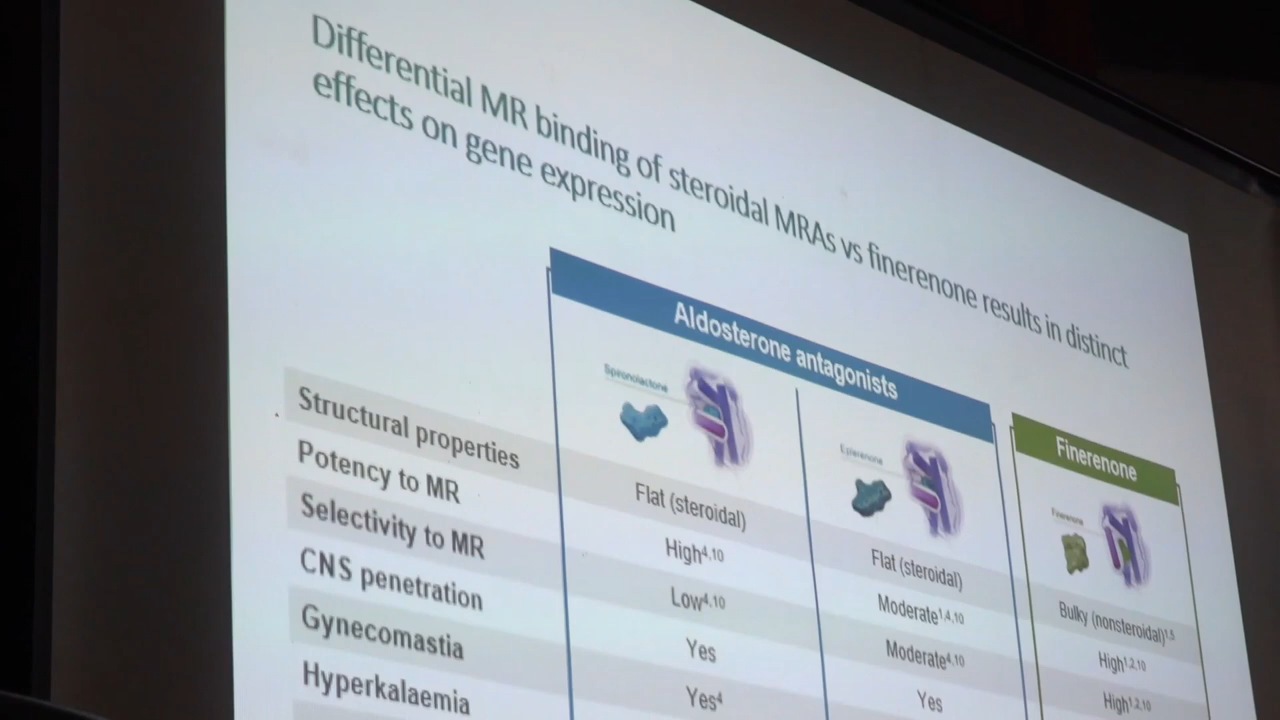 Differential MR binding of steroidal MRAs vs finerenone results in distinct
effects on gene expression
Aldosterone antagonists
Finerenone
Spironolactone
Eplerenone
Finerenone
Structural properties
Flat (steroidal)
Flat (steroidal)
Bulky (nonsteroidal)1,5
Potency to MR
High4,10
Moderate1,4,10
High1,2,10
Selectivity to MR
Low4,10
Moderate4,10
High1,2,10
CNS penetration
Yes
Yes
Gynecomastia
Yes4
Hyperkalaemia